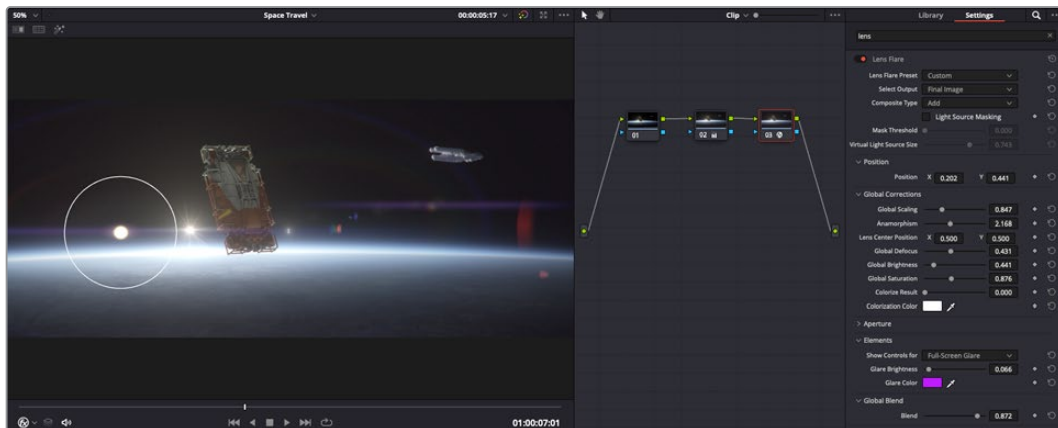 50%
Space Travel
00:00:05:17
Clip
Library
Settings
lens
Lens Flare
Lens Flare Preset Custom
Select Output Final Image
Composite Type Add
Light Source Masking
Mask Threshold 0.000
Virtual Light Source Size 0.743
Position
Position X 0.202 Y 0.441
Global Corrections
Global Scaling 0.847
Anamorphism 2.168
Lens Center Position X 0.500 Y 0.500
Global Defocus 0.431
Global Brightness 0.441
Global Saturation 0.876
Colorize Result 0.000
Colorization Color
Aperture
Elements
Show Controls for Full-Screen Glare
Glare Brightness 0.066
Glare Color
Global Blend
Blend 0.872
01
02
03
01:00:07:01